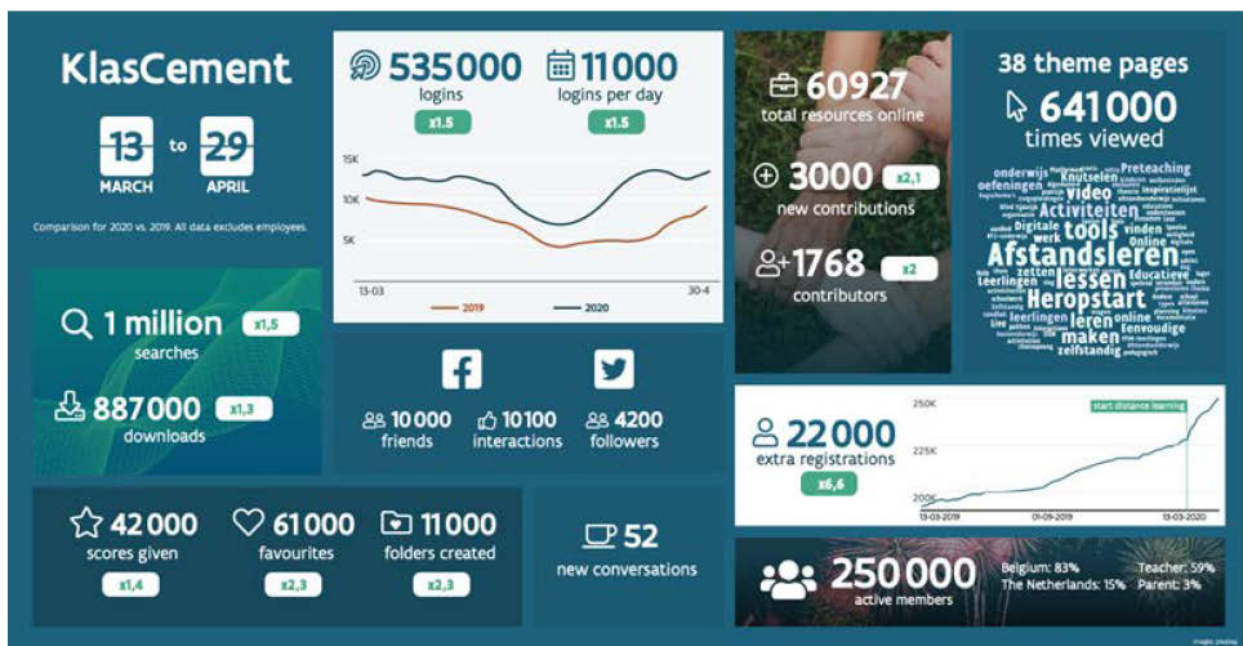 KlasCement
13 to 29
MARCH APRIL
Comparison for 2020 vs. 2019. All data excludes employees.
1 million x1,5
searches
887000 x1,3
downloads
535000 11000
logins logins per day
x1.5 x1.5
15K
10K
5K
13-03 30-4
2019 2020
10000 10100 4200
friends interactions followers
42000 61000 11000
scores given favourites folders created
x1,4 x2,3 x2,3
52
new conversations
60927
total resources online
3000 x2,1
new contributions
1768 x2
contributors
38 theme pages
641000
times viewed
onderwijs Knutselen Preteaching
oefeningen video Inspiratielijst
Activiteiten
Digitale tools vinden
werk Online
Afstandsleren
zetten lessen Educatieve
Leerlingen
Heropstart
leerlingen leren online
Live maken Eenvoudige
zelfstandig
22000
extra registrations
x6,6
250K
start distance learning
225K
200K
13-03-2019 01-09-2019 13-03-2020
250000
active members
Belgium: 83% Teacher: 59%
The Netherlands: 15% Parent: 3%